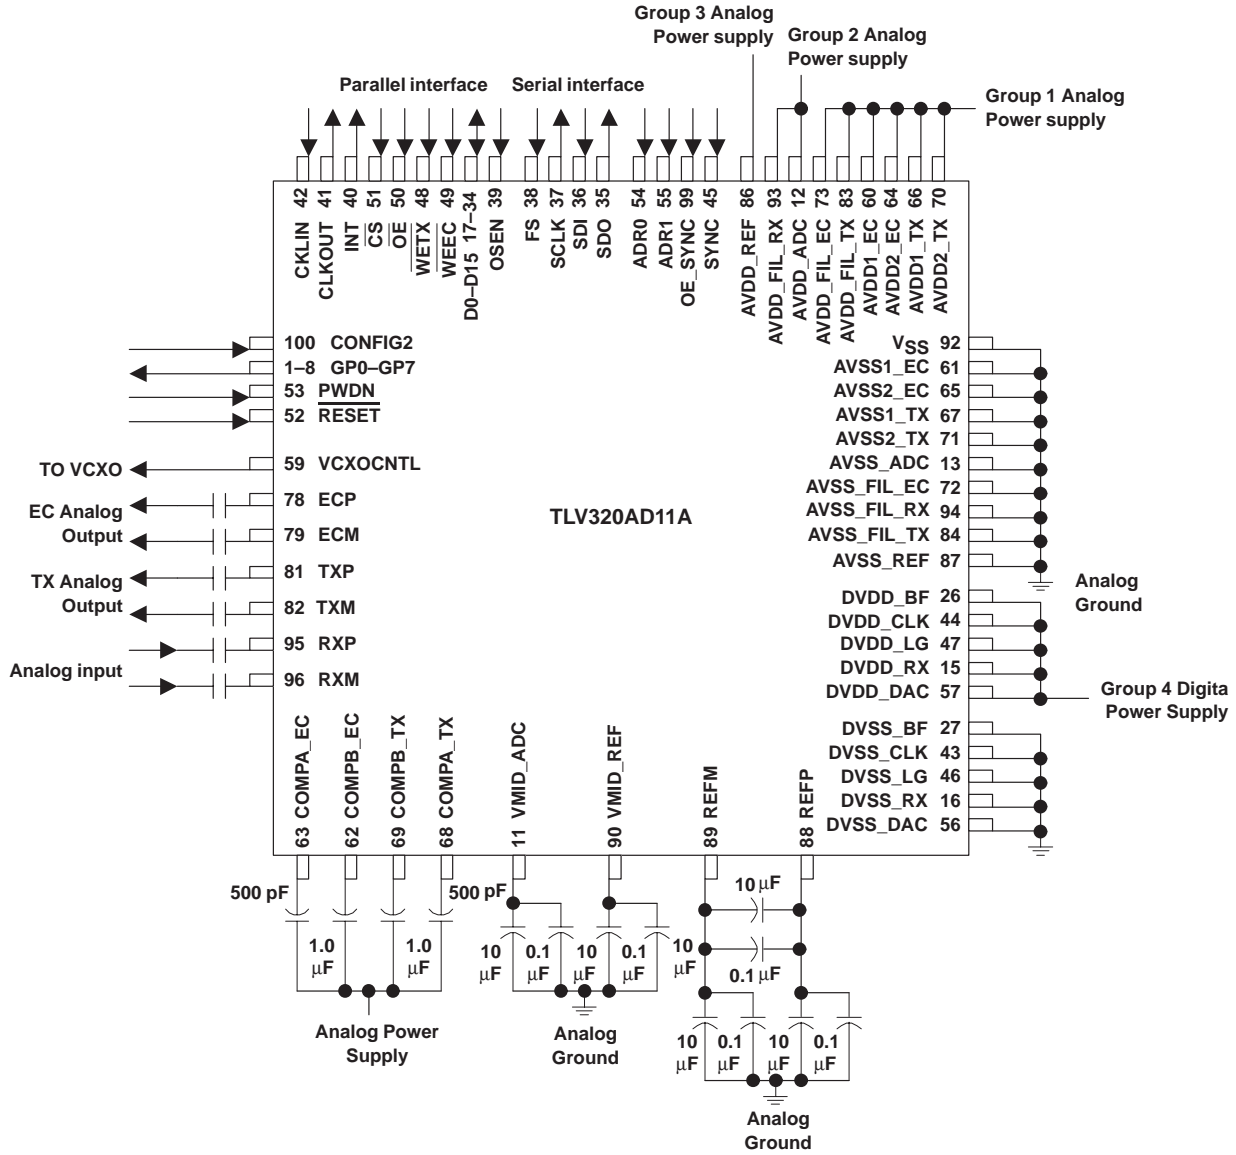 Group 3 Analog
Power supply
Group 2 Analog
Power supply
Group 1 Analog
Power supply
Parallel interface
Serial interface
42 CKLIN
41 CLKOUT
40 INT
51 CS
50 OE
48 WETX
49 WEEC
D0–D15 17–34
39 OSEN
38 FS
37 SCLK
36 SDI
35 SDO
54 ADR0
55 ADR1
99 OE_SYNC
45 SYNC
86 AVDD_REF
93 AVDD_FIL_RX
12 AVDD_ADC
73 AVDD_FIL_EC
83 AVDD_FIL_TX
60 AVDD1_EC
64 AVDD2_EC
66 AVDD1_TX
70 AVDD2_TX
100 CONFIG2
1–8 GP0–GP7
53 PWDN
52 RESET
TO VCXO
59 VCXOCNTL
EC Analog
Output
78 ECP
79 ECM
TX Analog
Output
81 TXP
82 TXM
Analog input
95 RXP
96 RXM
TLV320AD11A
VSS 92
AVSS1_EC 61
AVSS2_EC 65
AVSS1_TX 67
AVSS2_TX 71
AVSS_ADC 13
AVSS_FIL_EC 72
AVSS_FIL_RX 94
AVSS_FIL_TX 84
AVSS_REF 87
Analog
Ground
DVDD_BF 26
DVDD_CLK 44
DVDD_LG 47
DVDD_RX 15
DVDD_DAC 57
Group 4 Digita
Power Supply
DVSS_BF 27
DVSS_CLK 43
DVSS_LG 46
DVSS_RX 16
DVSS_DAC 56
63 COMPA_EC
62 COMPB_EC
69 COMPB_TX
68 COMPA_TX
11 VMID_ADC
90 VMID_REF
89 REFM
88 REFP
500 pF
500 pF
1.0
μF
1.0
μF
Analog Power
Supply
10
μF
0.1
μF
10
μF
0.1
μF
10
μF
Analog
Ground
10 μF
0.1 μF
10
μF
0.1
μF
10
μF
0.1
μF
Analog
Ground